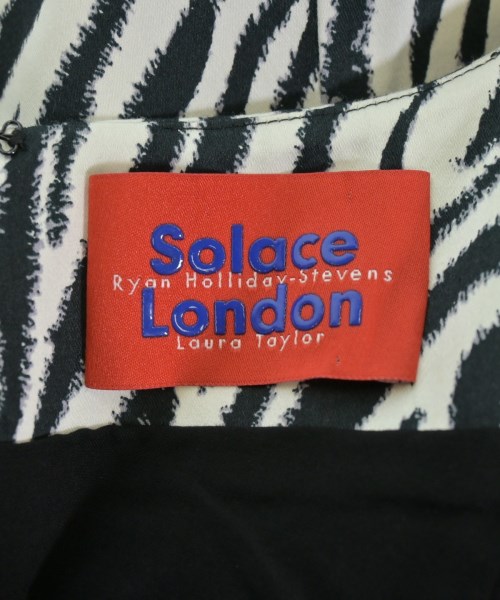 Solace
Ryan Holliday-Stevens
London
Laura Taylor